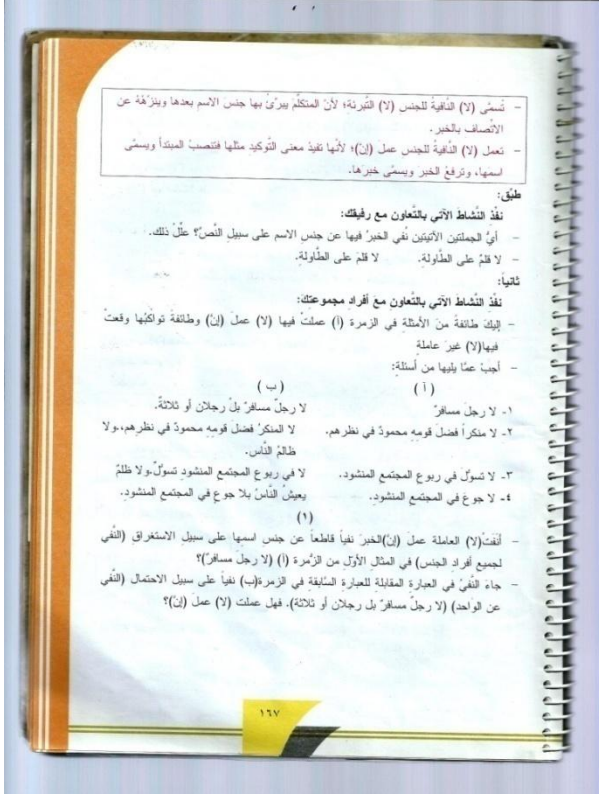 - تُسمّى (لا) النّافيةُ للجنس (لا) التّبرئة؛ لأنّ المتكلّمَ يبرّئُ بها جنسَ الاسم بعدها وينزّهُهُ عن
الاتّصاف بالخبر.
- تعمل (لا) النّافيةُ للجنس عملَ (إنّ)؛ لأنّها تفيدُ معنى التّوكيد مثلها فتنصبُ المبتدأَ ويسمّى
اسمَها، وترفعُ الخبرَ ويسمّى خبرَها.
طبّق:
نفّذ النّشاطَ الآتي بالتّعاون مع رفيقك:
- أيُّ الجملتين الآتيتين نُفي الخبرُ فيها عن جنسِ الاسم على سبيلِ النّصّ؟ علّلْ ذلك.
- لا قلمَ على الطّاولةِ. لا قلمٌ على الطّاولةِ.
ثانياً:
نفّذِ النّشاطَ الآتي بالتّعاونِ معَ أفرادِ مجموعتكَ:
- إليكَ طائفةً منَ الأمثلةِ في الزمرة (أ) عملتْ فيها (لا) عملَ (إنّ) وطائفةً تواكبُها وقعتْ
فيها(لا) غيرَ عاملةٍ
- أجبْ عمّا يليها من أسئلةٍ:
(أ) (ب)
١- لا رجلَ مسافرٌ لا رجلٌ مسافرٌ بلْ رجلان أو ثلاثةٌ.
٢- لا منكراً فضلَ قومِهِ محمودٌ في نظرهم. لا المنكرُ فضلَ قومِهِ محمودٌ في نظرِهم،.ولا
ظالمُ النّاسِ.
٣- لا تسوّلَ في ربوعِ المجتمعِ المنشودِ. لا في ربوعِ المجتمعِ المنشودِ تسوّلٌ.ولا ظلمٌ
٤- لا جوعَ في المجتمعِ المنشودِ. يعيشُ النّاسُ بلا جوعٍ في المجتمعِ المنشودِ.
(١)
- أنَفَتْ(لا) العاملة عملَ (إنّ)الخبرَ نفياً قاطعاً عن جنسِ اسمها على سبيلِ الاستغراقِ (النّفي
لجميعِ أفرادِ الجنسِ) في المثالِ الأوّلِ من الزُّمرة (أ) (لا رجلَ مسافرٌ)؟
- جاءَ النّفيُ في العبارة المقابلةِ للعبارةِ السّابقةِ في الزمرة(ب) نفياً على سبيلِ الاحتمالِ (النّفي
عن الواحد) (لا رجلٌ مسافرٌ بل رجلان أو ثلاثة). فهل عملت (لا) عملَ (إنّ)؟
١٦٧